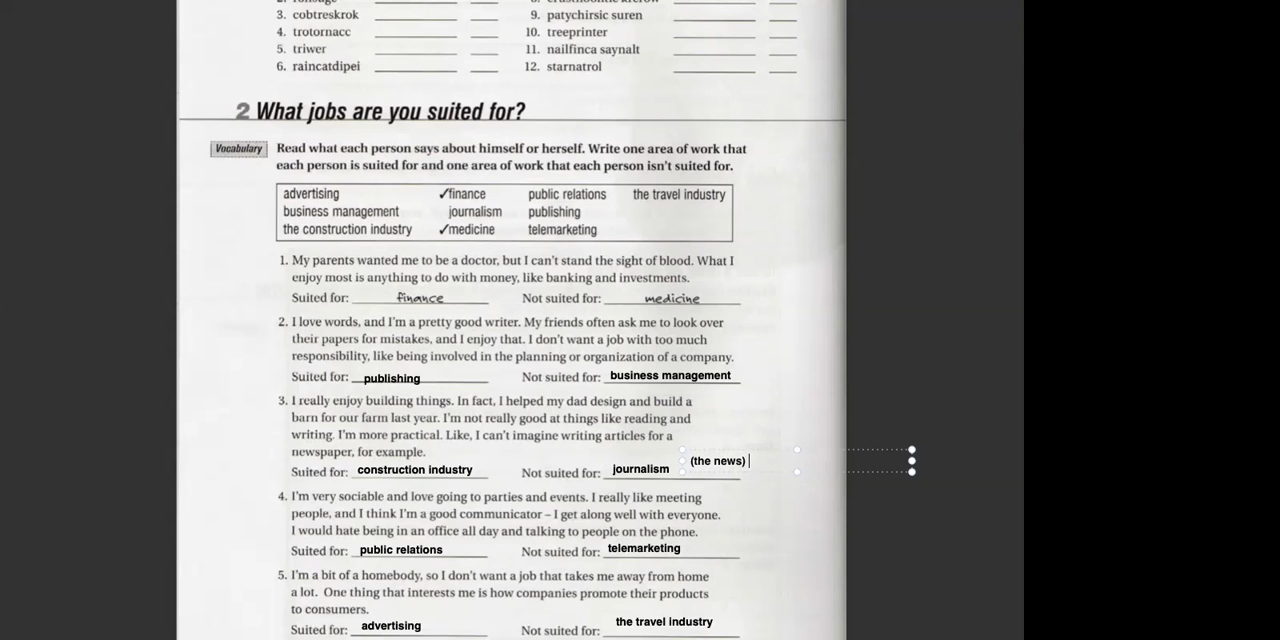 3. cobtreskrok
9. patychirsic suren
4. trotornacc
10. treeprinter
5. triwer
11. nailfinca saynalt
6. raincatdipei
12. starnatrol
2 What jobs are you suited for?
Vocabulary
Read what each person says about himself or herself. Write one area of work that
each person is suited for and one area of work that each person isn't suited for.
advertising ✓finance public relations the travel industry
business management journalism publishing
the construction industry ✓medicine telemarketing
1. My parents wanted me to be a doctor, but I can't stand the sight of blood. What I
enjoy most is anything to do with money, like banking and investments.
Suited for: finance Not suited for: medicine
2. I love words, and I'm a pretty good writer. My friends often ask me to look over
their papers for mistakes, and I enjoy that. I don't want a job with too much
responsibility, like being involved in the planning or organization of a company.
Suited for: publishing Not suited for: business management
3. I really enjoy building things. In fact, I helped my dad design and build a
barn for our farm last year. I'm not really good at things like reading and
writing. I'm more practical. Like, I can't imagine writing articles for a
newspaper, for example.
Suited for: construction industry Not suited for: journalism (the news)
4. I'm very sociable and love going to parties and events. I really like meeting
people, and I think I'm a good communicator – I get along well with everyone.
I would hate being in an office all day and talking to people on the phone.
Suited for: public relations Not suited for: telemarketing
5. I'm a bit of a homebody, so I don't want a job that takes me away from home
a lot. One thing that interests me is how companies promote their products
to consumers.
Suited for: advertising Not suited for: the travel industry